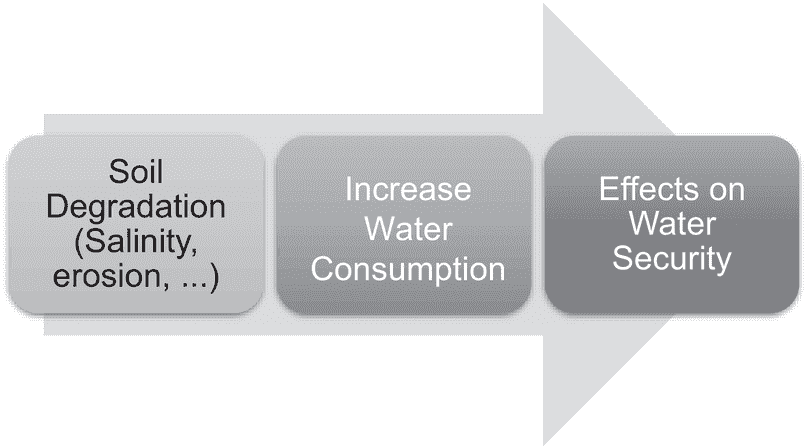 Soil
Degradation
(Salinity,
erosion, ...)
Increase
Water
Consumption
Effects on
Water
Security